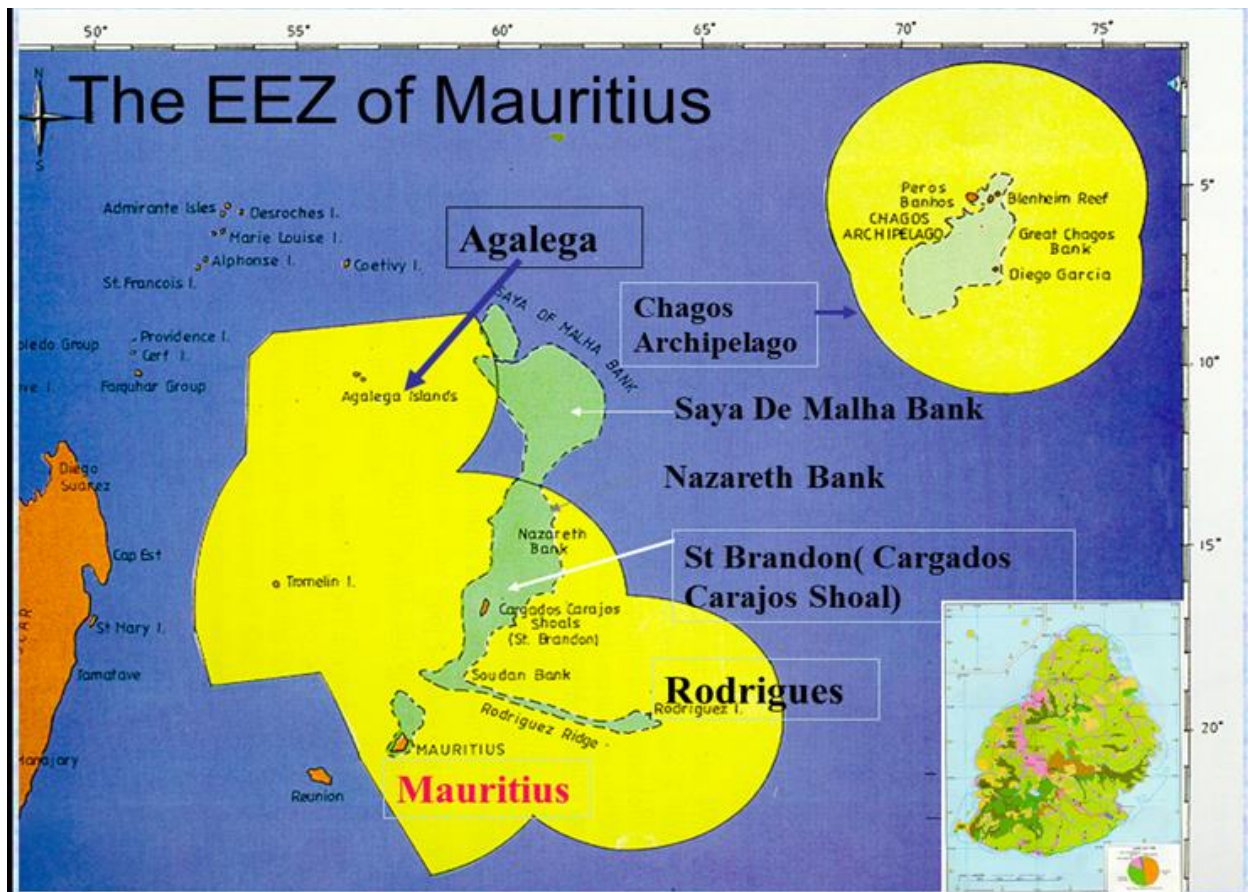 50°
55°
60°
65°
70°
75°
The EEZ of Mauritius
N
S
5°
10°
15°
20°
Admirante Isles
Desroches I.
Marie Louise I.
Alphonse I.
St. Francois I.
Coetivy I.
Providence I.
Cerf I.
Farquhar Group
Agalega
SAYA OF MALHA BANK
Agalega Islands
Peros
Banhos
Blenheim Reef
CHAGOS
ARCHIPELAGO
Great Chagos
Bank
Diego Garcia
Chagos
Archipelago
Saya De Malha Bank
Nazareth Bank
Nazareth
Bank
St Brandon( Cargados
Carajos Shoal)
Cargados Carajos
Shoals
(St. Brandon)
Diego
Suarez
Cap Est
St Mary I.
Tamatave
Tromelin I.
Soudan Bank
Rodriguez Ridge
Rodriguez I.
Rodrigues
MAURITIUS
Mauritius
Reunion